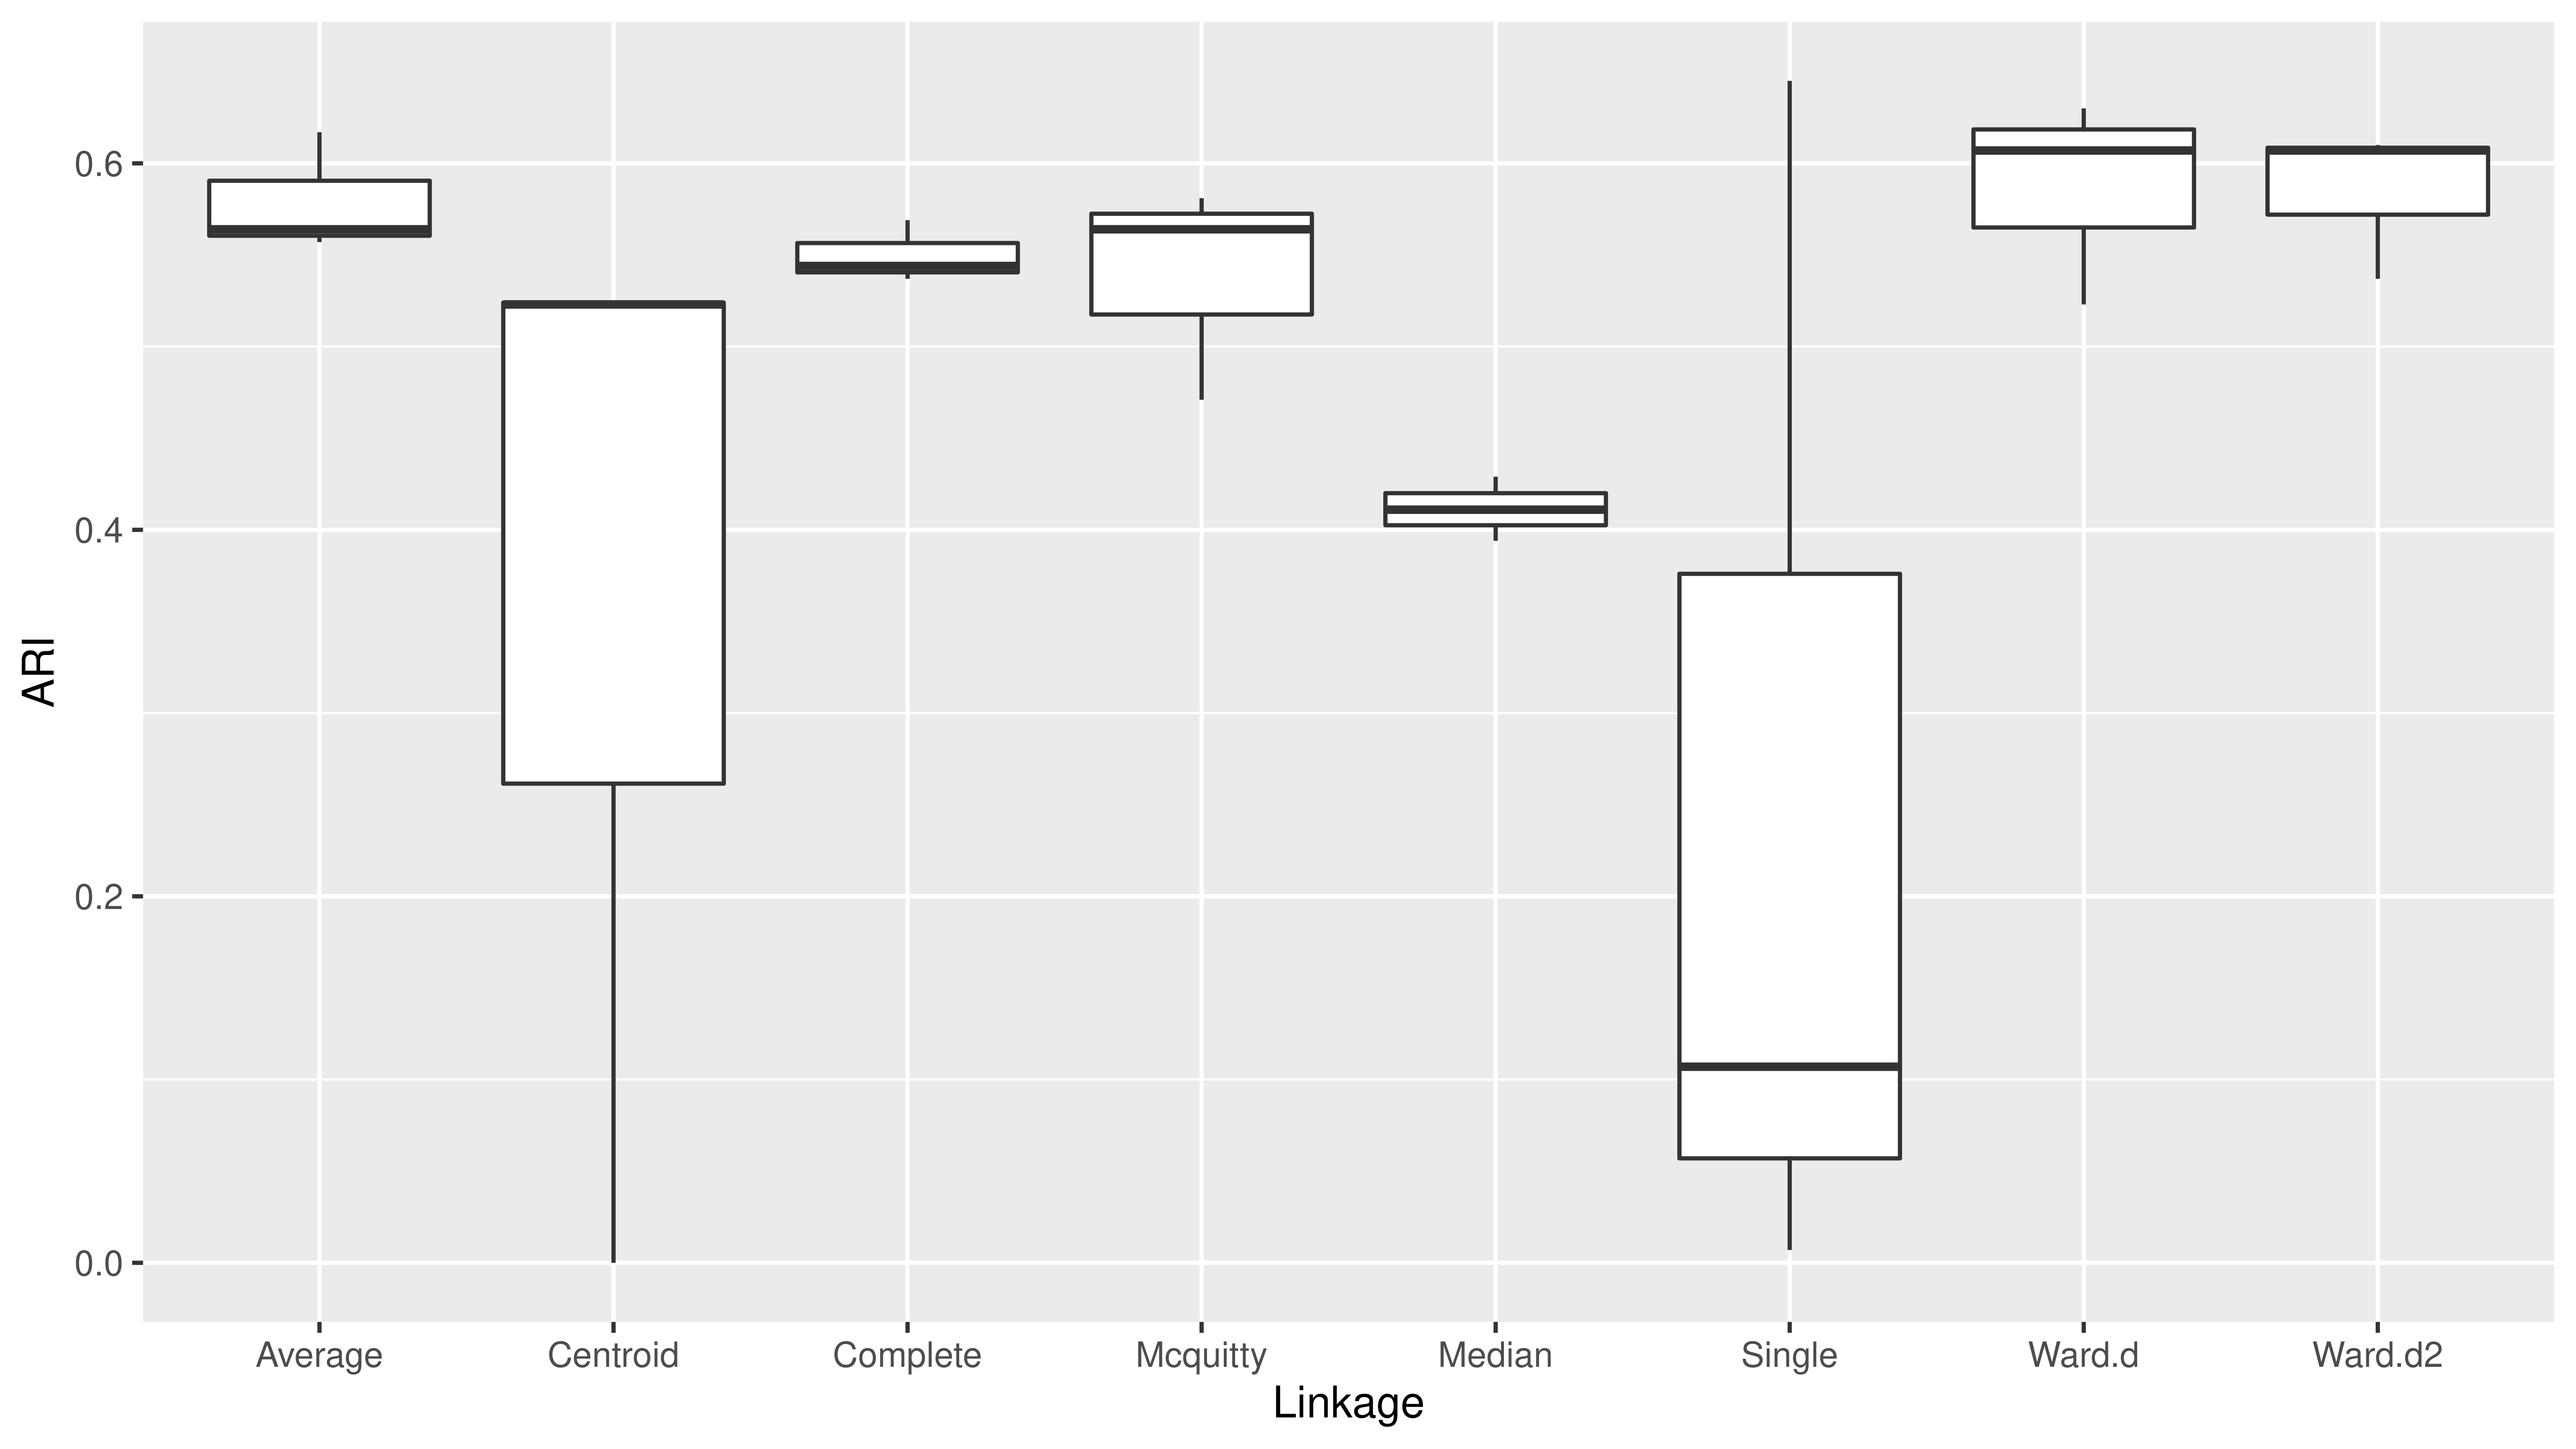 ARI
0.6
0.4
0.2
0.0
Average Centroid Complete Mcquitty Median Single Ward.d Ward.d2
Linkage